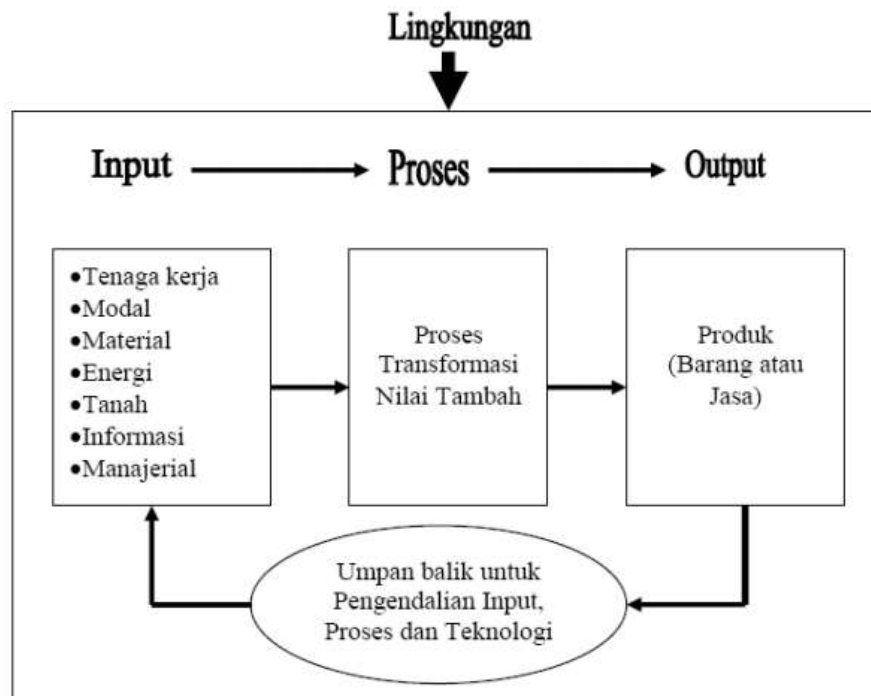 Lingkungan
Input
Proses
Output
•Tenaga kerja
•Modal
•Material
•Energi
•Tanah
•Informasi
•Manajerial
Proses
Transformasi
Nilai Tambah
Produk
(Barang atau
Jasa)
Umpan balik untuk
Pengendalian Input,
Proses dan Teknologi